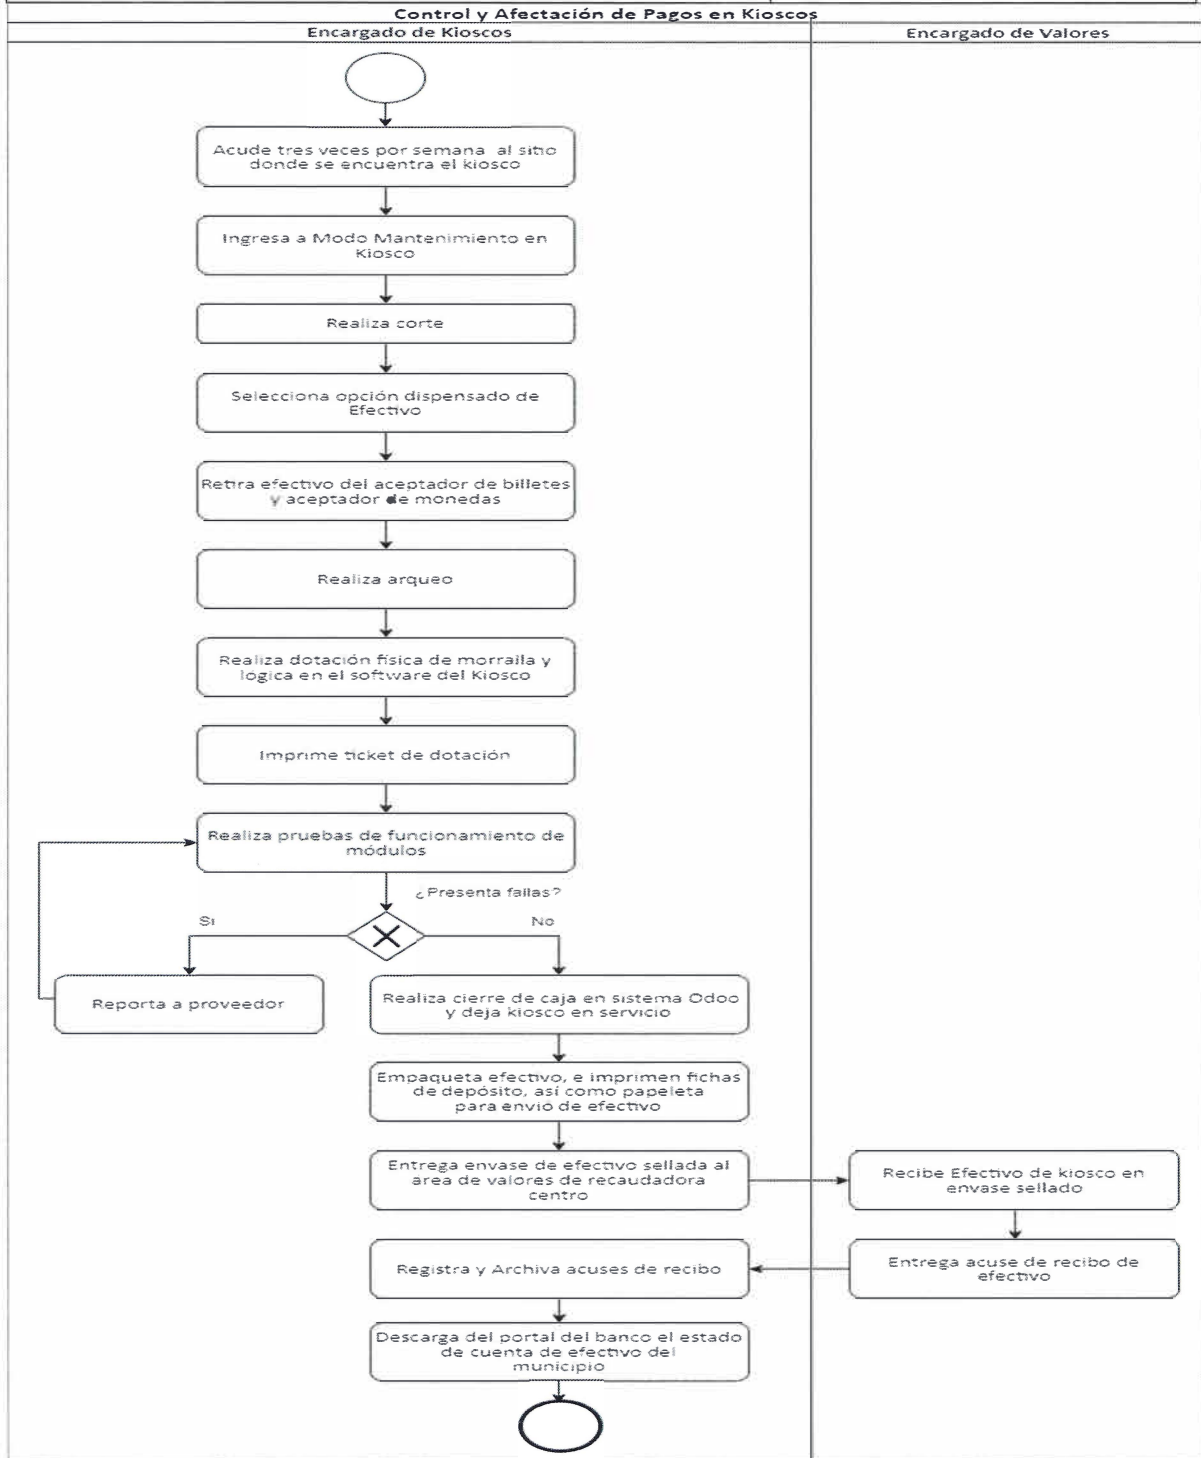 Control y Afectación de Pagos en Kioscos
Encargado de Kioscos
Encargado de Valores
Acude tres veces por semana al sitio
donde se encuentra el kiosco
Ingresa a Modo Mantenimiento en
Kiosco
Realiza corte
Selecciona opción dispensado de
Efectivo
Retira efectivo del aceptador de billetes
y aceptador de monedas
Realiza arqueo
Realiza dotación física de morralla y
lógica en el software del Kiosco
Imprime ticket de dotación
Realiza pruebas de funcionamiento de
módulos
¿Presenta fallas?
Si
No
Reporta a proveedor
Realiza cierre de caja en sistema Odoo
y deja kiosco en servicio
Empaqueta efectivo, e imprimen fichas
de depósito, así como papeleta
para envió de efectivo
Entrega envase de efectivo sellada al
area de valores de recaudadora
centro
Recibe Efectivo de kiosco en
envase sellado
Entrega acuse de recibo de
efectivo
Registra y Archiva acuses de recibo
Descarga del portal del banco el estado
de cuenta de efectivo del
municipio